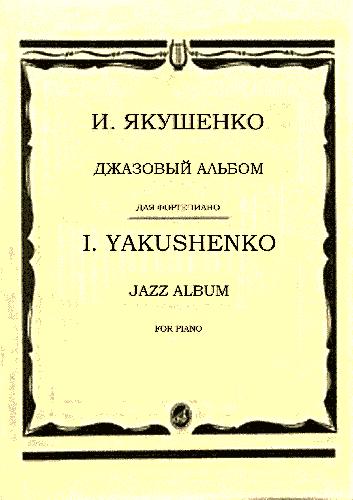 И. ЯКУШЕНКО
ДЖАЗОВЫЙ АЛЬБОМ
ДЛЯ ФОРТЕПИАНО
I. YAKUSHENKO
JAZZ ALBUM
FOR PIANO